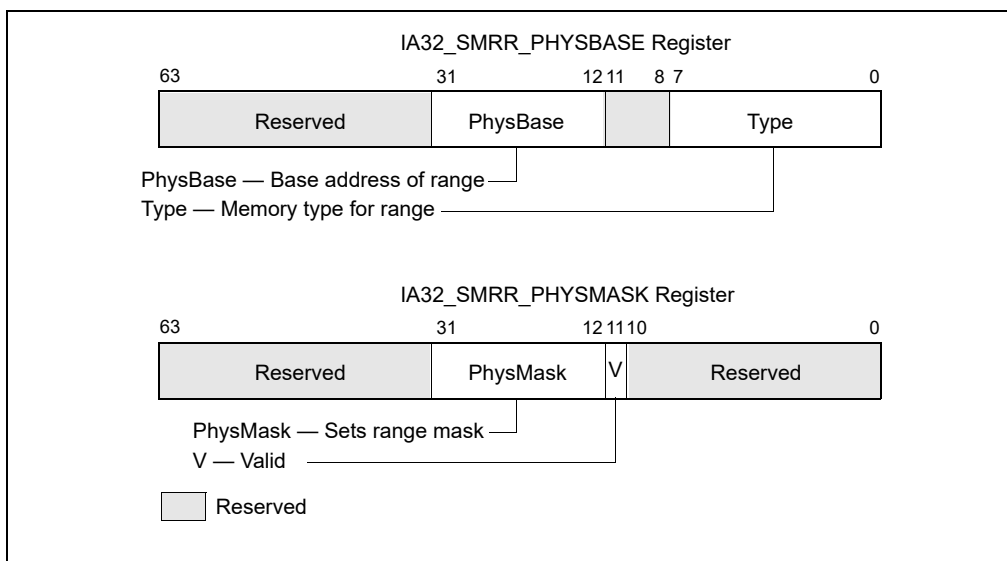 IA32_SMRR_PHYSBASE Register
63 31 12 11 8 7 0
Reserved PhysBase Type
PhysBase — Base address of range
Type — Memory type for range
IA32_SMRR_PHYSMASK Register
63 31 12 11 10 0
Reserved PhysMask V Reserved
PhysMask — Sets range mask
V — Valid
Reserved